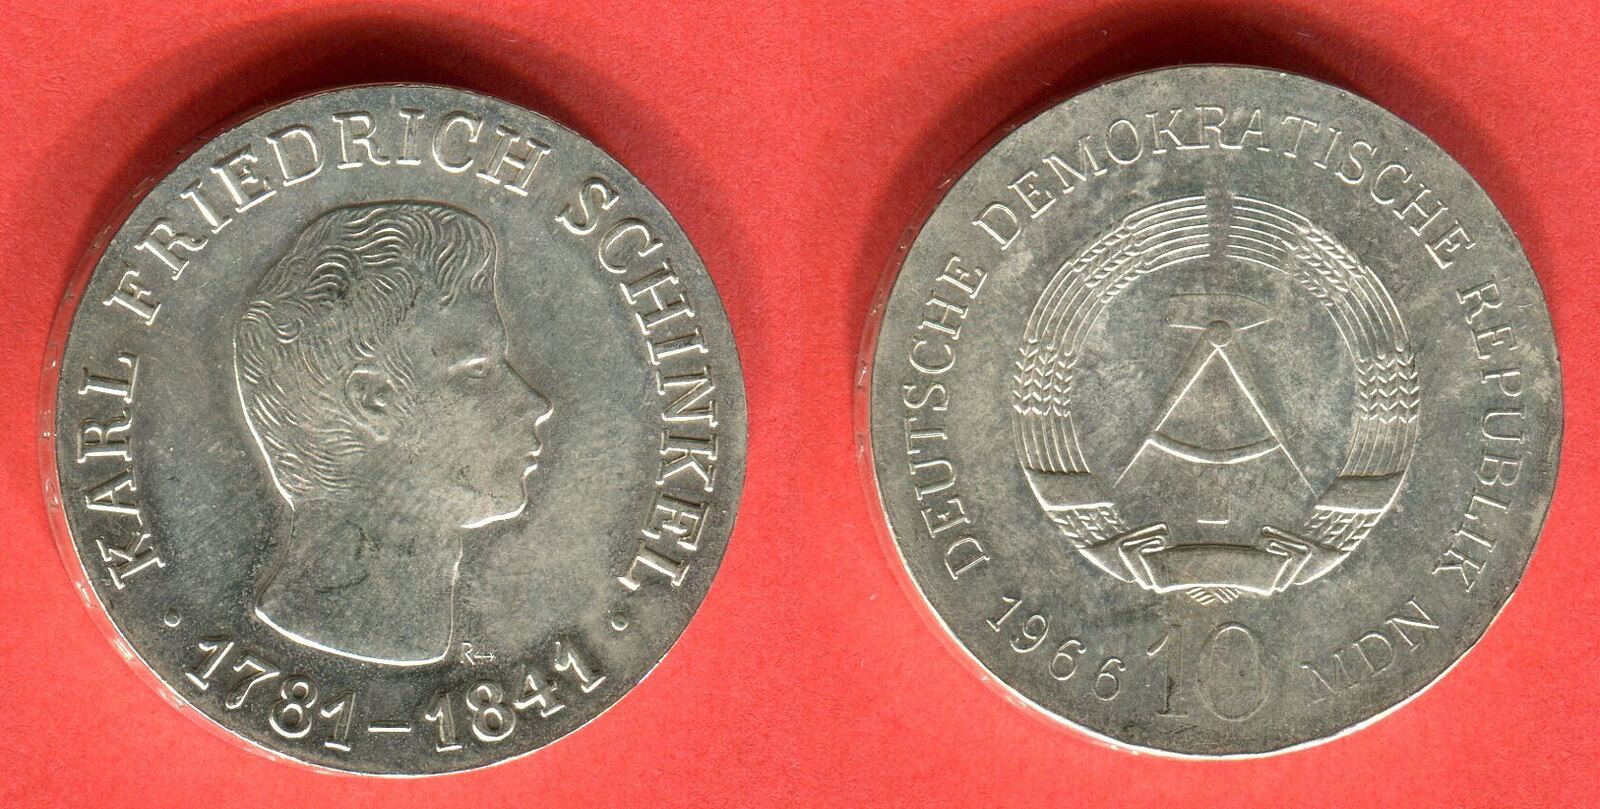 KARL FRIEDRICH SCHINKEL
• 1781–1841 •
R
DEUTSCHE DEMOKRATISCHE REPUBLIK
1966 10 MDN